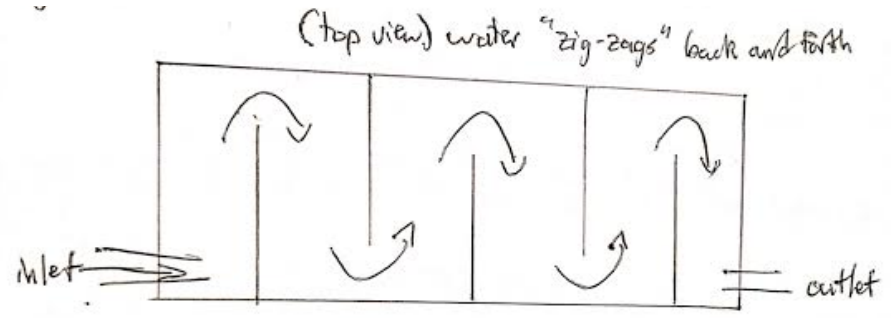 (top view) water "zig-zags" back and forth
inlet
outlet